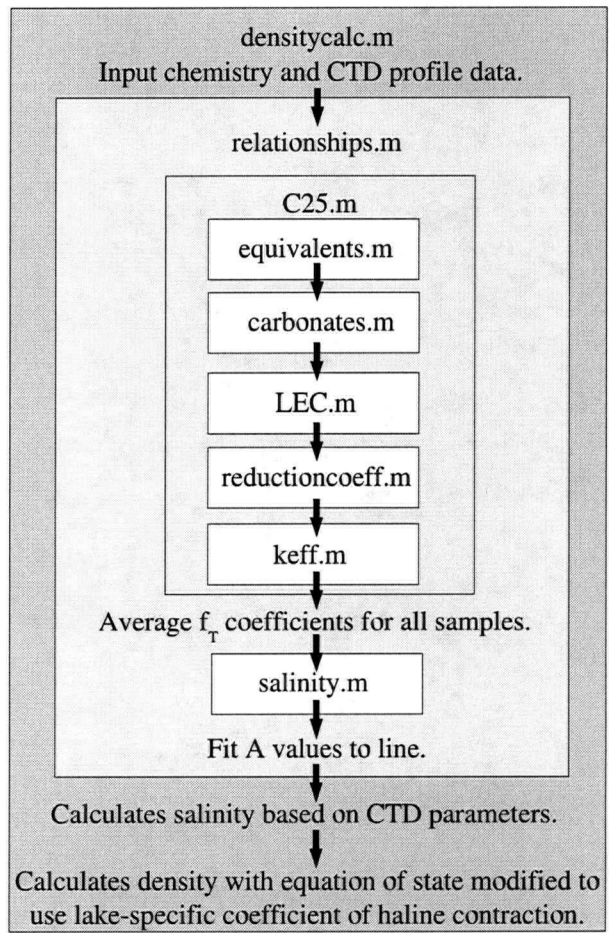 densitycalc.m
Input chemistry and CTD profile data.
relationships.m
C25.m
equivalents.m
carbonates.m
LEC.m
reductioncoeff.m
keff.m
Average f_T coefficients for all samples.
salinity.m
Fit A values to line.
Calculates salinity based on CTD parameters.
Calculates density with equation of state modified to
use lake-specific coefficient of haline contraction.